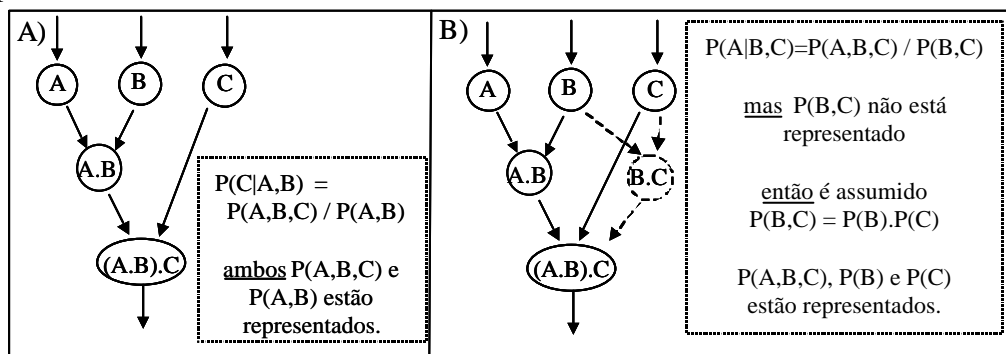 A)
A
B
C
A.B
(A.B).C
P(C|A,B) =
P(A,B,C) / P(A,B)
ambos P(A,B,C) e
P(A,B) estão
representados.
B)
A
B
C
A.B
B.C
(A.B).C
P(A|B,C)=P(A,B,C) / P(B,C)
mas P(B,C) não está
representado
então é assumido
P(B,C) = P(B).P(C)
P(A,B,C), P(B) e P(C)
estão representados.